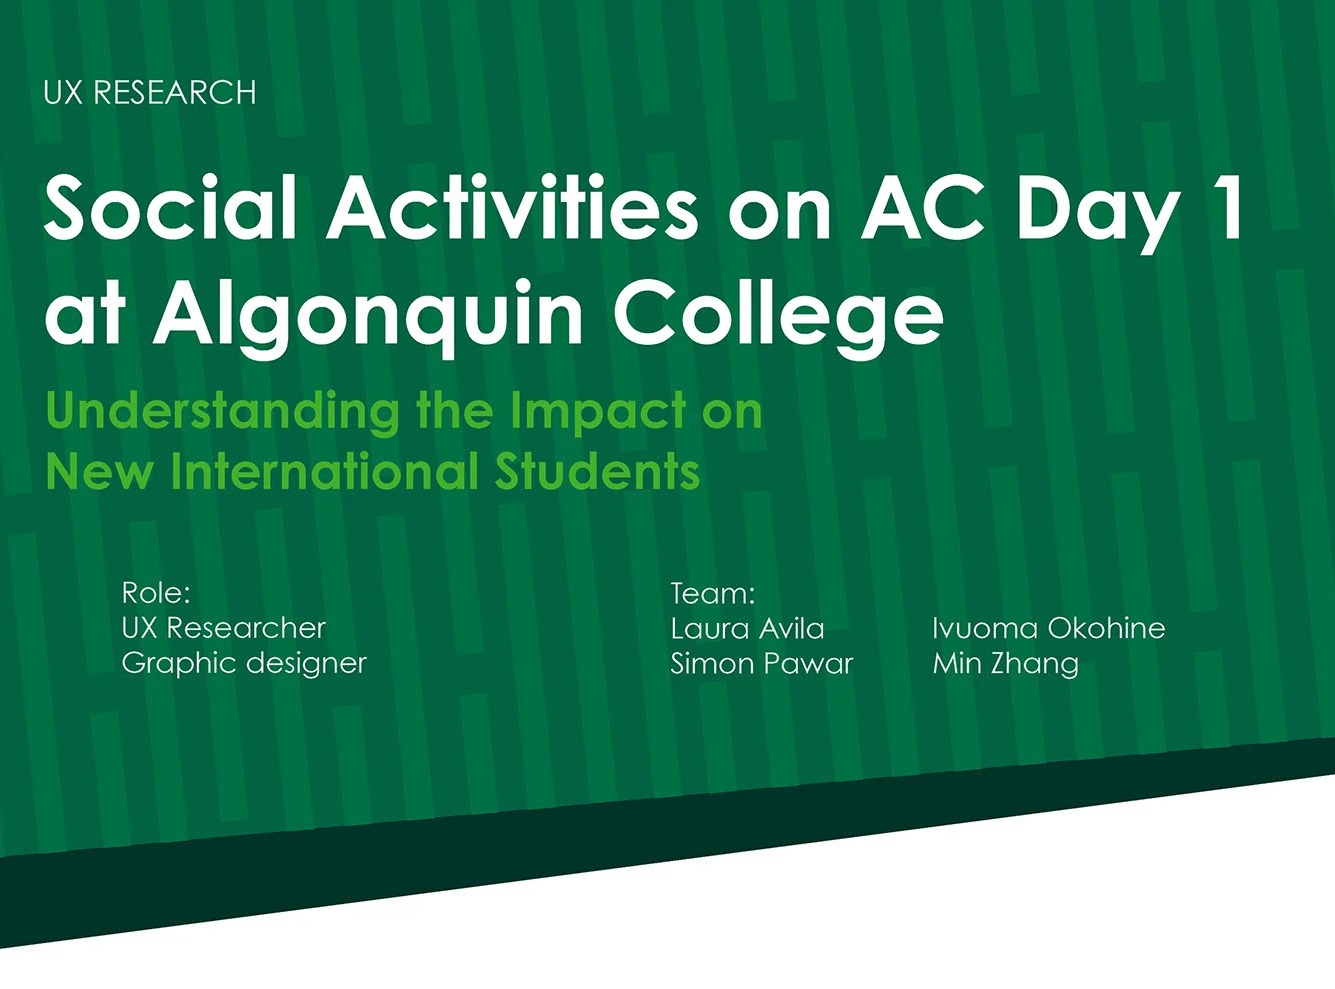 UX RESEARCH
Social Activities on AC Day 1
at Algonquin College
Understanding the Impact on
New International Students
Role:
UX Researcher
Graphic designer
Team:
Laura Avila
Simon Pawar
Ivuoma Okohine
Min Zhang